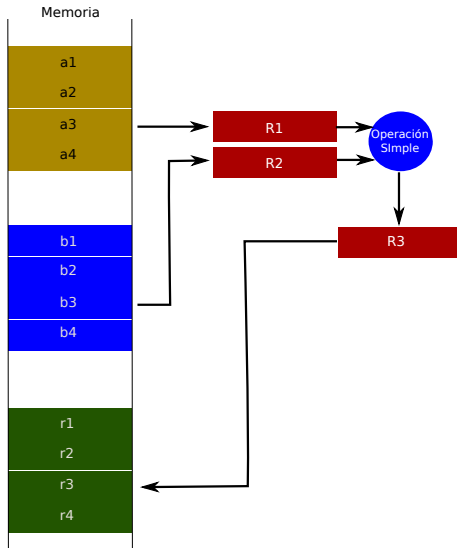 Memoria
a1
a2
a3
a4
R1
R2
Operación
SImple
R3
b1
b2
b3
b4
r1
r2
r3
r4